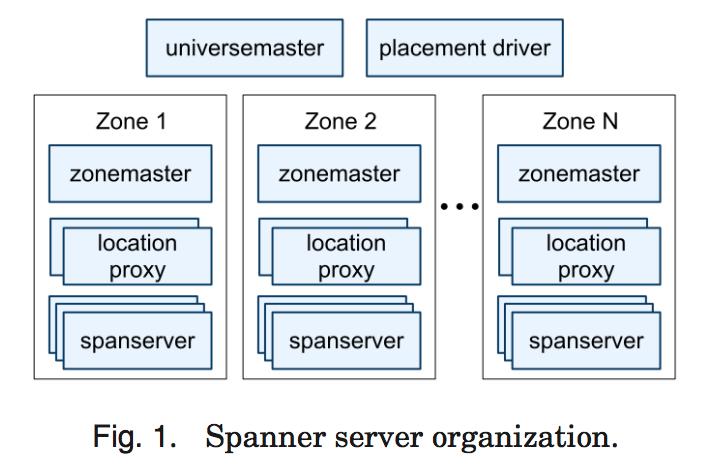 universemaster placement driver
Zone 1 Zone 2 Zone N
zonemaster zonemaster zonemaster
...
location location location
proxy proxy proxy
spanserver spanserver spanserver
Fig. 1. Spanner server organization.